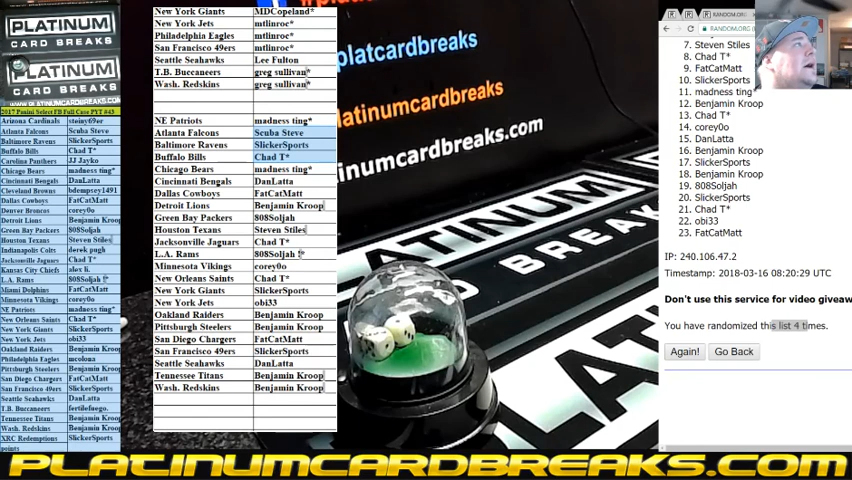 PLATINUM
CARD BREAKS
PLATINUM
CARD BREAKS
WWW.PLATINUMCARDBREAKS.COM
2017 Panini Select FB Full Case PYT #43
Arizona Cardinals steiny69er
Atlanta Falcons Scuba Steve
Baltimore Ravens SlickerSports
Buffalo Bills Chad T*
Carolina Panthers JJ Jayko
Chicago Bears madness ting*
Cincinnati Bengals DanLatta
Cleveland Browns bdempsey1491
Dallas Cowboys FatCatMatt
Denver Broncos corey0o
Detroit Lions Benjamin Kroop
Green Bay Packers 808Soljah
Houston Texans Steven Stiles
Indianapolis Colts derek pugh
Jacksonville Jaguars Chad T*
Kansas City Chiefs alex li.
L.A. Rams 808Soljah !*
Miami Dolphins FatCatMatt
Minnesota Vikings corey0o
NE Patriots madness ting*
New Orleans Saints Chad T*
New York Giants SlickerSports
New York Jets obi33
Oakland Raiders Benjamin Kroop
Philadelphia Eagles mcolona
Pittsburgh Steelers Benjamin Kroop
San Diego Chargers FatCatMatt
San Francisco 49ers SlickerSports
Seattle Seahawks DanLatta
T.B. Buccaneers fertilefuego.
Tennessee Titans Benjamin Kroop
Wash. Redskins Benjamin Kroop
XRC Redemptions SlickerSports
points
New York Giants MDCopeland*
New York Jets mtlinroc*
Philadelphia Eagles mtlinroc*
San Francisco 49ers mtlinroc*
Seattle Seahawks Lee Fulton
T.B. Buccaneers greg sullivan*
Wash. Redskins greg sullivan*
NE Patriots madness ting*
Atlanta Falcons Scuba Steve
Baltimore Ravens SlickerSports
Buffalo Bills Chad T*
Chicago Bears madness ting*
Cincinnati Bengals DanLatta
Dallas Cowboys FatCatMatt
Detroit Lions Benjamin Kroop
Green Bay Packers 808Soljah
Houston Texans Steven Stiles
Jacksonville Jaguars Chad T*
L.A. Rams 808Soljah !*
Minnesota Vikings corey0o
New Orleans Saints Chad T*
New York Giants SlickerSports
New York Jets obi33
Oakland Raiders Benjamin Kroop
Pittsburgh Steelers Benjamin Kroop
San Diego Chargers FatCatMatt
San Francisco 49ers SlickerSports
Seattle Seahawks DanLatta
Tennessee Titans Benjamin Kroop
Wash. Redskins Benjamin Kroop
platcardbreaks
platinumcardbreaks
platinumcardbreaks.com
PLATINUM
PLATINUM
RANDOM.ORG
7. Steven Stiles
8. Chad T*
9. FatCatMatt
10. SlickerSports
11. madness ting*
12. Benjamin Kroop
13. Chad T*
14. corey0o
15. DanLatta
16. Benjamin Kroop
17. SlickerSports
18. Benjamin Kroop
19. 808Soljah
20. SlickerSports
21. Chad T*
22. obi33
23. FatCatMatt
IP: 240.106.47.2
Timestamp: 2018-03-16 08:20:29 UTC
Don't use this service for video giveaw
You have randomized this list 4 times.
Again!
Go Back
PLATINUMCARDBREAKS.COM